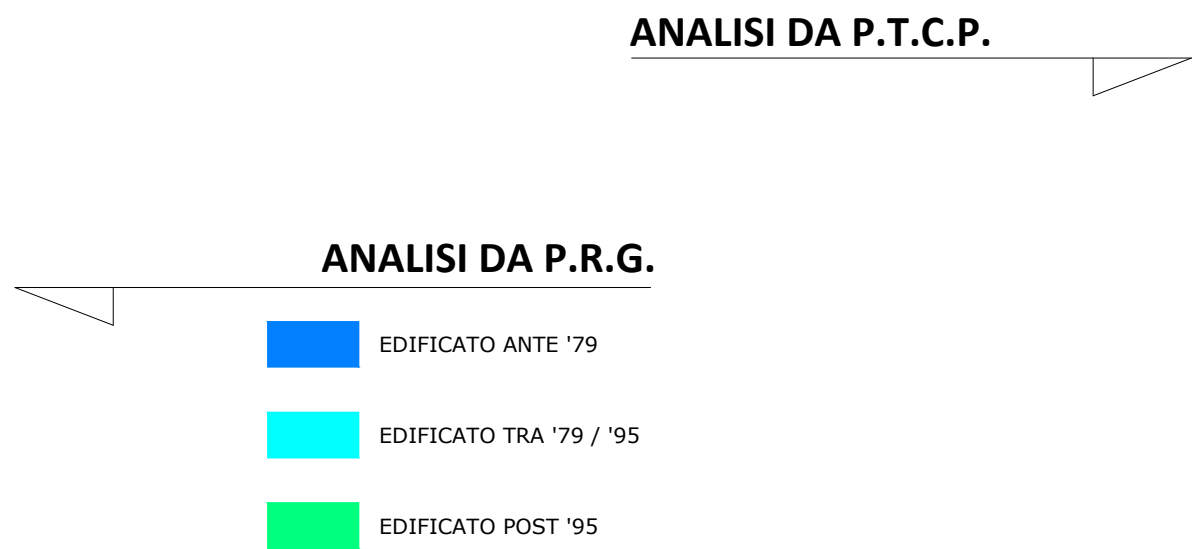 ANALISI DA P.T.C.P.
ANALISI DA P.R.G.
EDIFICATO ANTE '79
EDIFICATO TRA '79 / '95
EDIFICATO POST '95